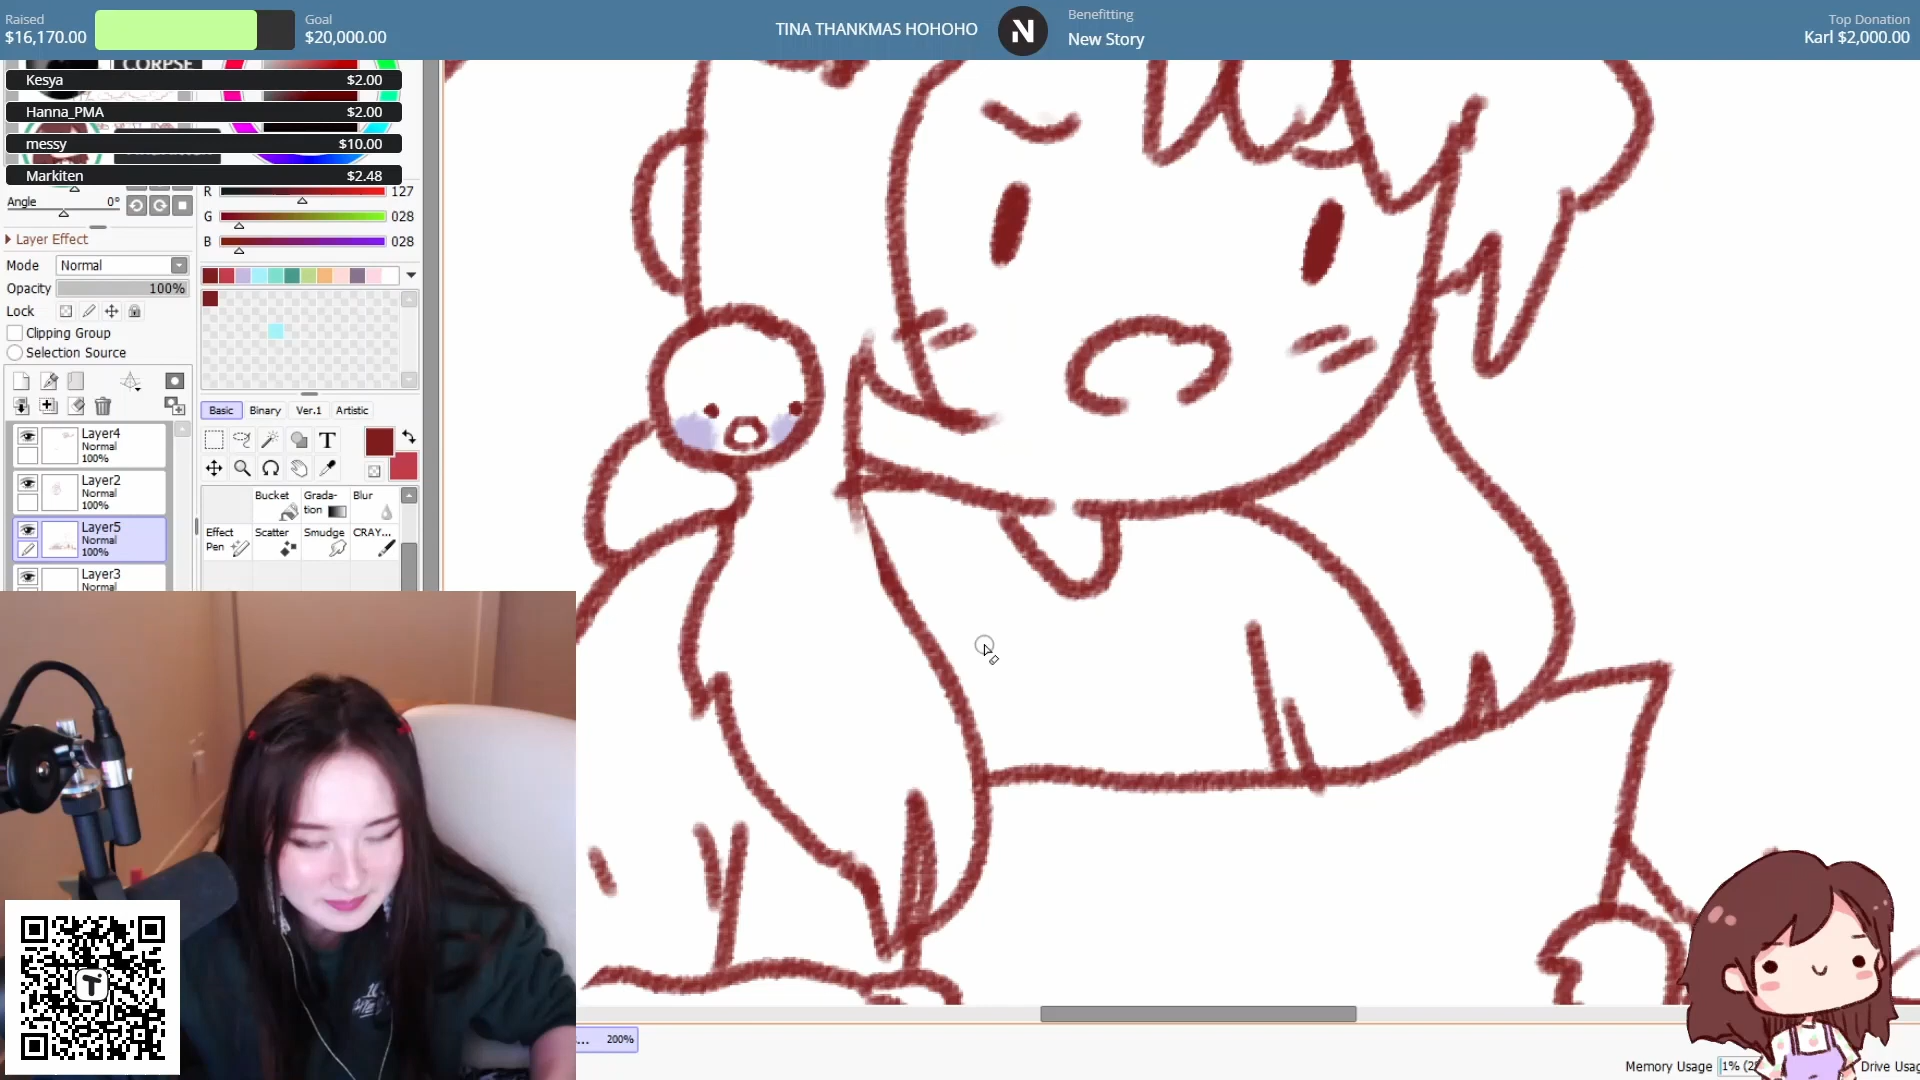 Raised
$16,170.00
Goal
$20,000.00
TINA THANKMAS HOHOHO
N
Benefitting
New Story
Top Donation
Karl $2,000.00
CORPSE
Kesya $2.00
Hanna_PMA $2.00
messy $10.00
Markiten $2.48
Angle 0°
R 127
G 028
B 028
Layer Effect
Mode Normal
Opacity 100%
Lock
Clipping Group
Selection Source
Basic Binary Ver.1 Artistic
T
Layer4
Normal
100%
Layer2
Normal
100%
Layer5
Normal
100%
Layer3
Normal
Bucket
Grada-
tion
Blur
Effect
Pen
Scatter
Smudge
CRAY...
T
... 200%
Memory Usage 1% (2
Drive Usag